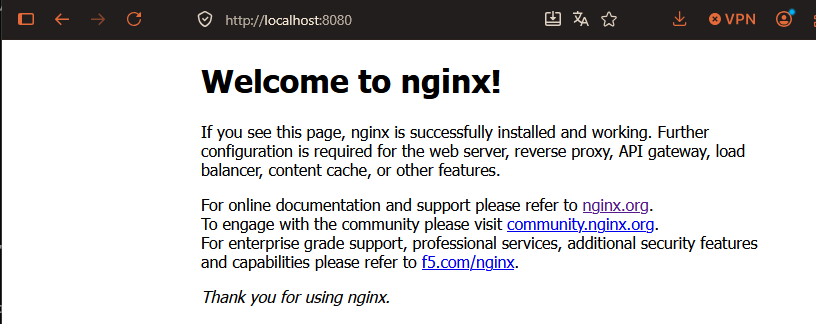 http://localhost:8080
VPN
Welcome to nginx!
If you see this page, nginx is successfully installed and working. Further
configuration is required for the web server, reverse proxy, API gateway, load
balancer, content cache, or other features.
For online documentation and support please refer to nginx.org.
To engage with the community please visit community.nginx.org.
For enterprise grade support, professional services, additional security features
and capabilities please refer to f5.com/nginx.
Thank you for using nginx.